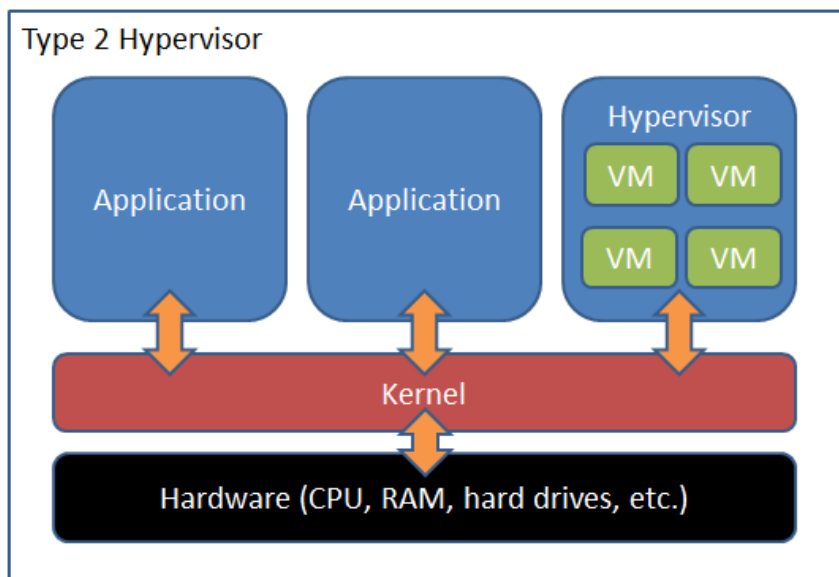 Type 2 Hypervisor
Application
Application
Hypervisor
VM VM
VM VM
Kernel
Hardware (CPU, RAM, hard drives, etc.)